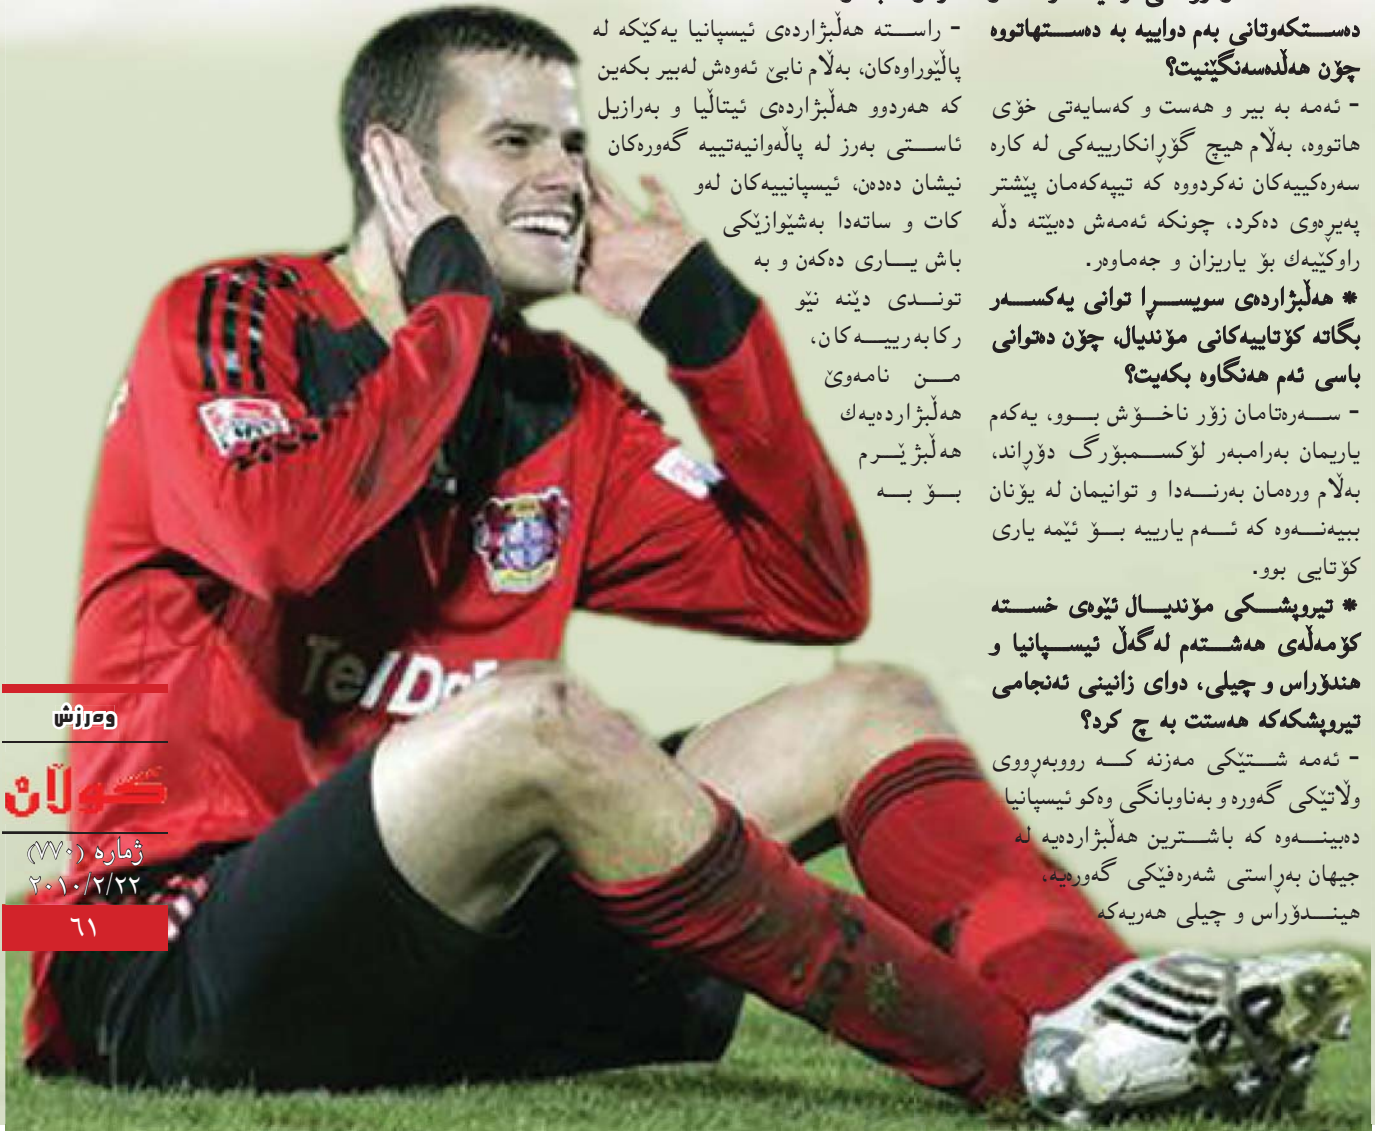 دەستکەوتانی بەم دواییە بە دەستهاتووە
چۆن هەڵدەسەنگێنیت؟
- ئەمە بە بیر و هەست و کەسایەتی خۆی
هاتووە، بەڵام هیچ گۆڕانکارییەکی لە کارە
سەرەکییەکان نەکردووە کە تیپەکەمان پێشتر
پەیڕەوی دەکرد، چونکە ئەمەش دەبێتە دڵە
راوکێیەك بۆ یاریزان و جەماوەر.
* هەڵبژاردەی سویسڕا توانی یەکسەر
بگاتە کۆتاییەکانی مۆندیال، چۆن دەتوانی
باسی ئەم هەنگاوە بکەیت؟
- سەرەتامان زۆر ناخۆش بوو، یەکەم
یاریمان بەرامبەر لۆکسمبۆرگ دۆڕاند،
بەڵام ورەمان بەرنەدا و توانیمان لە یۆنان
ببیەنەوە کە ئەم یارییە بۆ ئێمە یاری
کۆتایی بوو.
* تیروپشکی مۆندیال ئێوەی خستە
کۆمەڵەی هەشتەم لەگەڵ ئیسپانیا و
هندۆراس و چیلی، دوای زانینی ئەنجامی
تیروپشکەکە هەستت بە چ کرد؟
- ئەمە شتێکی مەزنە کە رووبەڕووی
وڵاتێکی گەورە و بەناوبانگی وەکو ئیسپانیا
دەبینەوە کە باشترین هەڵبژاردەیە لە
جیهان بەڕاستی شەرەفێکی گەورەیە،
هیندۆراس و چیلی هەریەکە
- راستە هەڵبژاردەی ئیسپانیا یەکێکە لە
پاڵێوراوەکان، بەڵام نابێ ئەوەش لەبیر بکەین
کە هەردوو هەڵبژاردەی ئیتاڵیا و بەرازیل
ئاستی بەرز لە پاڵەوانیەتییە گەورەکان
نیشان دەدەن، ئیسپانییەکان لەو
کات و ساتەدا بەشێوازێکی
باش یاری دەکەن و بە
توندی دێنە نێو
رکابەرییەکان،
من نامەوێ
هەڵبژاردەیەك
هەڵبژێرم
بۆ بە
وەرزش
گوڵان
ژمارە (٧٧٠)
٢٠١٠/٢/٢٢
٦١